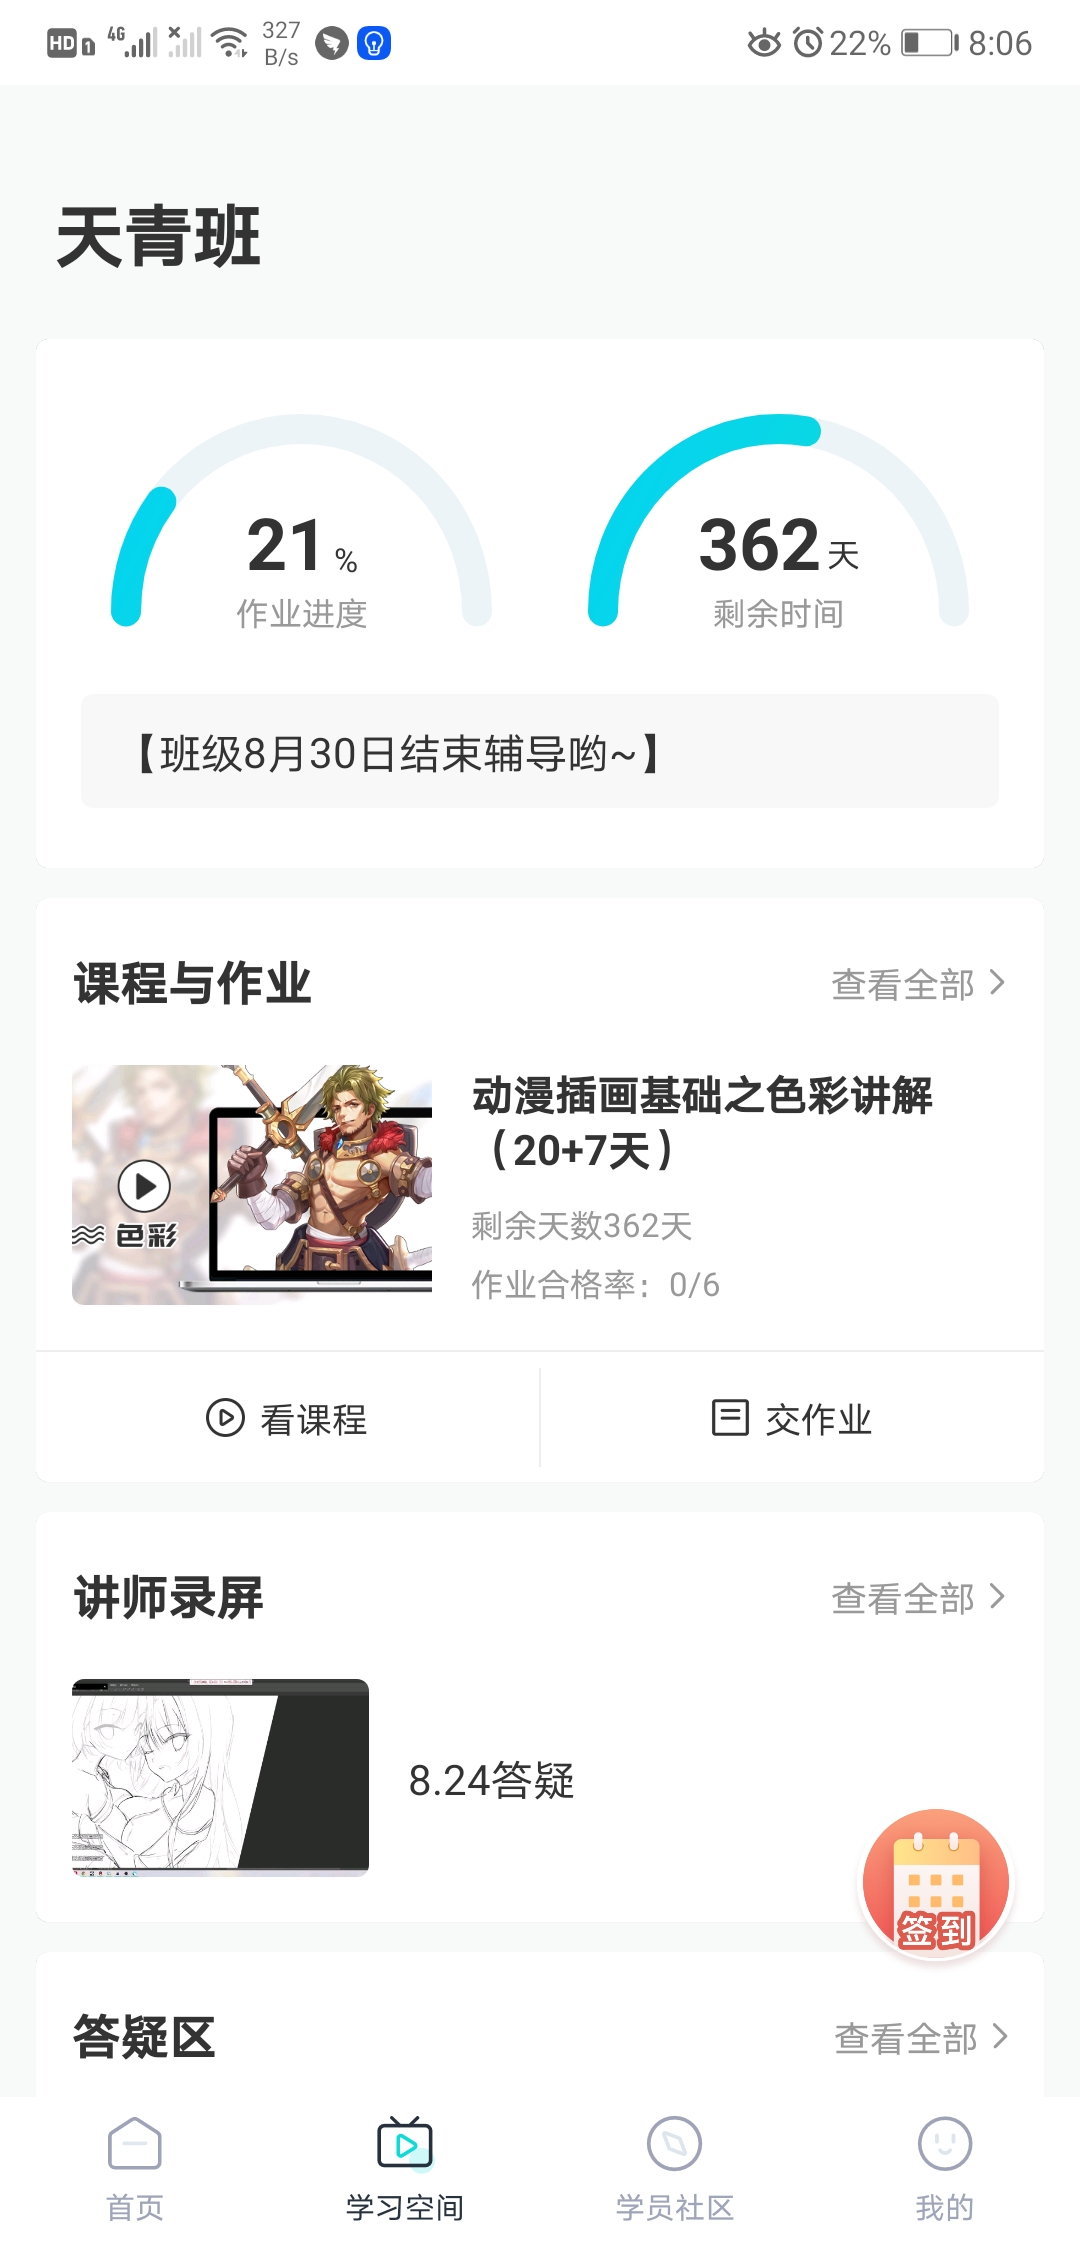 HD 1 4G 327 B/s 22% 8:06
天青班
21 % 362 天
作业进度 剩余时间
【班级8月30日结束辅导哟~】
课程与作业 查看全部
动漫插画基础之色彩讲解
（20+7天）
色彩
剩余天数362天
作业合格率：0/6
看课程 交作业
讲师录屏 查看全部
8.24答疑
签到
答疑区 查看全部
首页 学习空间 学员社区 我的